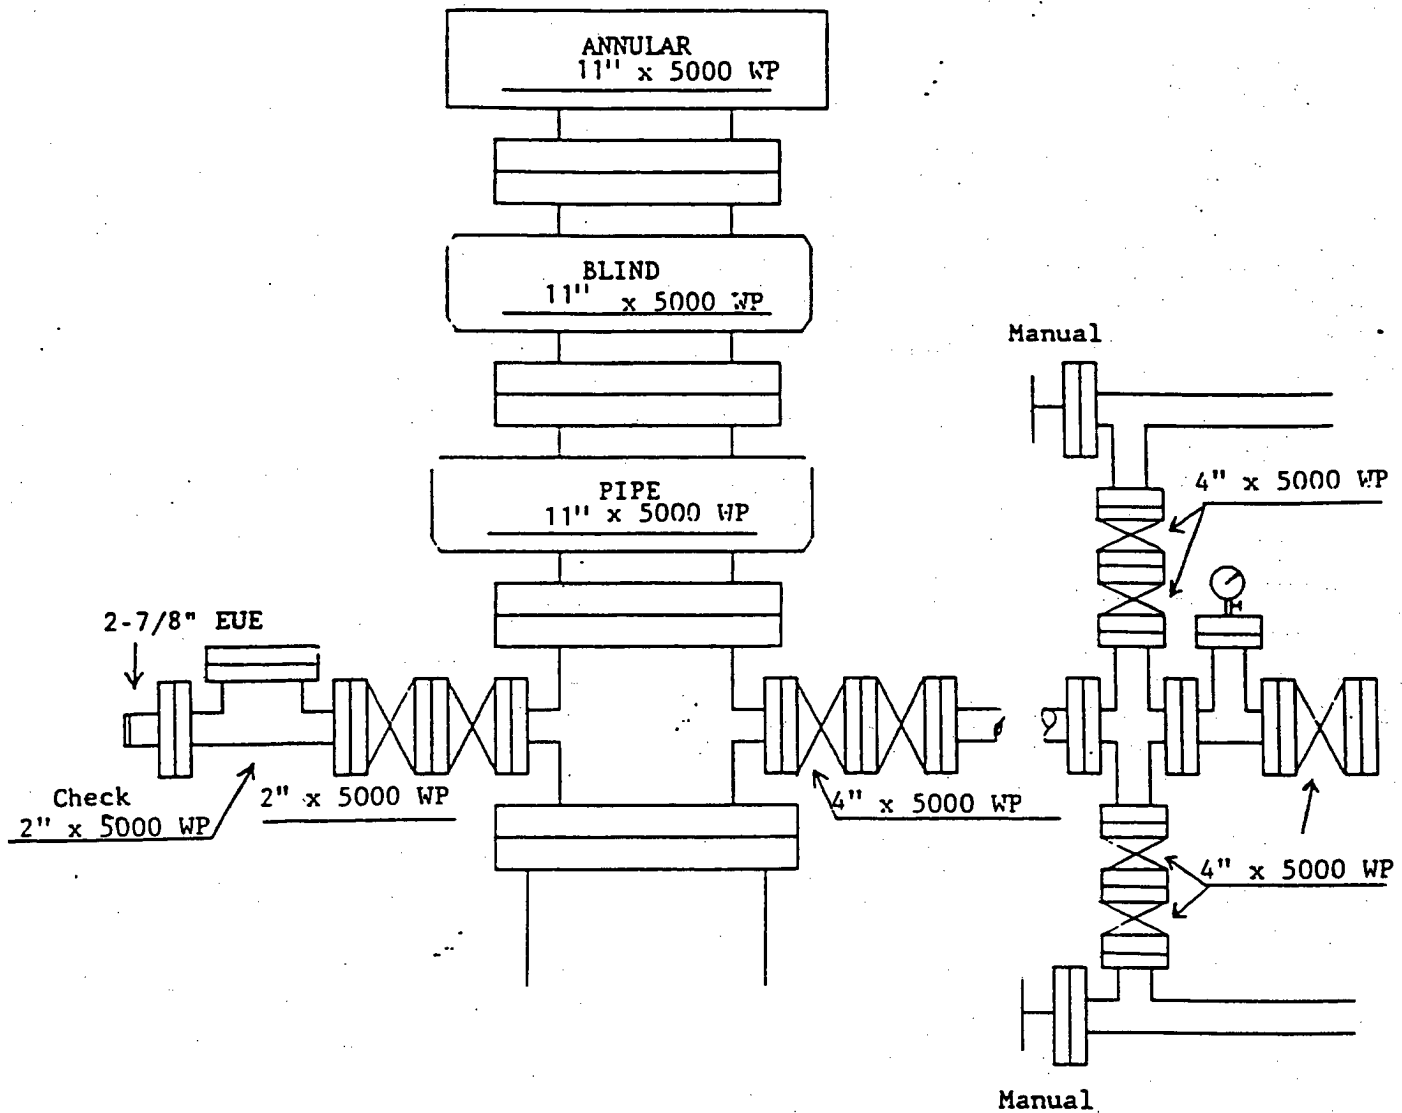 ANNULAR
11" x 5000 WP
BLIND
11" x 5000 WP
Manual
4" x 5000 WP
PIPE
11" x 5000 WP
2-7/8" EUE
Check
2" x 5000 WP
2" x 5000 WP
4" x 5000 WP
4" x 5000 WP
Manual